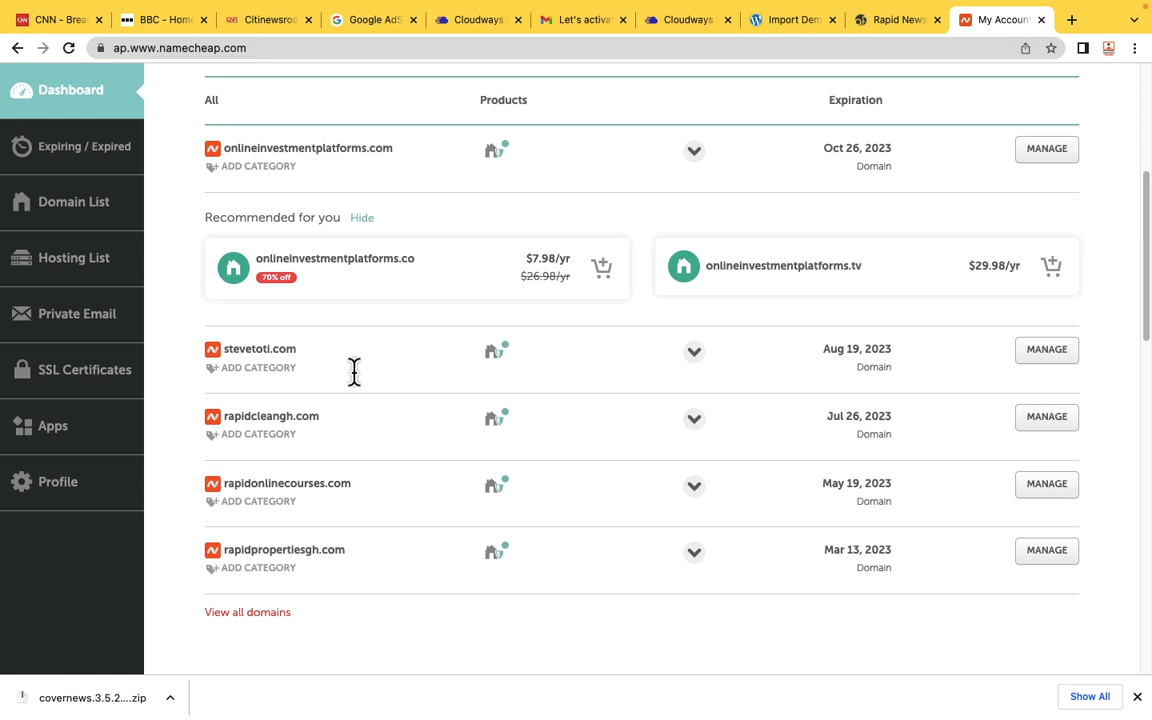 CNN - Brea
BBC - Home
Citinewsroo
Google AdS
Cloudways
Let's activa
Cloudways
Import Dem
Rapid News
My Accoun
ap.www.namecheap.com
Dashboard
Expiring / Expired
Domain List
Hosting List
Private Email
SSL Certificates
Apps
Profile
All Products Expiration
onlineinvestmentplatforms.com Oct 26, 2023 MANAGE
ADD CATEGORY Domain
Recommended for you Hide
onlineinvestmentplatforms.co $7.98/yr
70% off $26.98/yr
onlineinvestmentplatforms.tv $29.98/yr
stevetoti.com Aug 19, 2023 MANAGE
ADD CATEGORY Domain
rapidcleangh.com Jul 26, 2023 MANAGE
ADD CATEGORY Domain
rapidonlinecourses.com May 19, 2023 MANAGE
ADD CATEGORY Domain
rapidpropertiesgh.com Mar 13, 2023 MANAGE
ADD CATEGORY Domain
View all domains
covernews.3.5.2....zip Show All